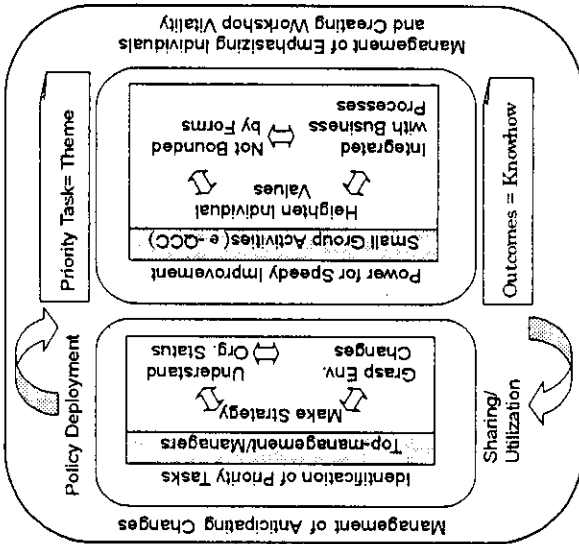 Management of Anticipating Changes
Identification of Priority Tasks
Top-management/Managers
Make Strategy
Grasp Env.
Changes
Understand
Org. Status
Sharing/
Utilization
Policy Deployment
Power for Speedy Improvement
Small Group Activities (e -QCC)
Heighten Individual
Values
Integrated
with Business
Processes
Not Bounded
by Forms
Outcomes = Knowhow
Priority Task= Theme
Management of Emphasizing Individuals
and Creating Workshop Vitality